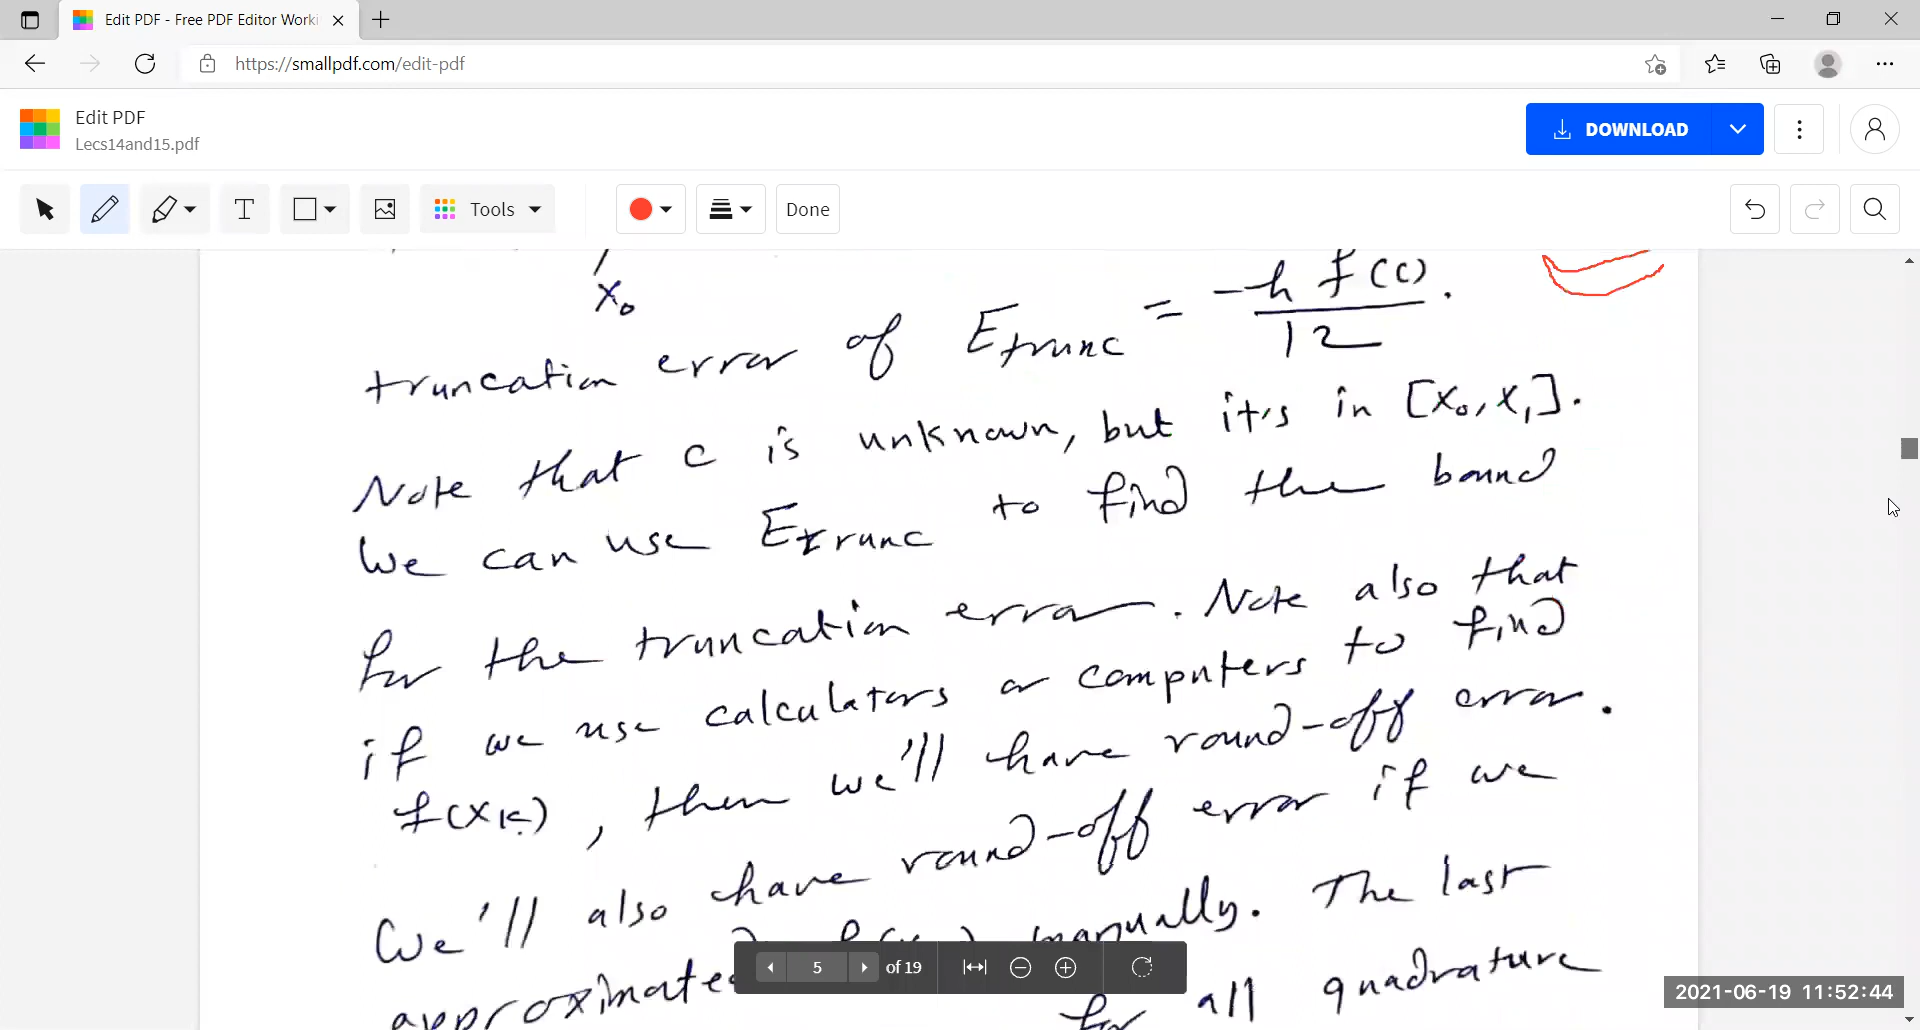 Edit PDF - Free PDF Editor Worki
https://smallpdf.com/edit-pdf
Edit PDF
Lecs14and15.pdf
DOWNLOAD
T
Tools
Done
x₀
truncation error of E_trunc = -h f(c) / 12 .
Note that c is unknown, but it's in [x₀, x₁].
We can use E_trunc to find the bound
for the truncation error. Note also that
if we use calculators or computers to find
f(x_k), then we'll have round-off error.
We'll also have round-off error if we
approximate manually. The last
for all quadrature
5 of 19
2021-06-19 11:52:44